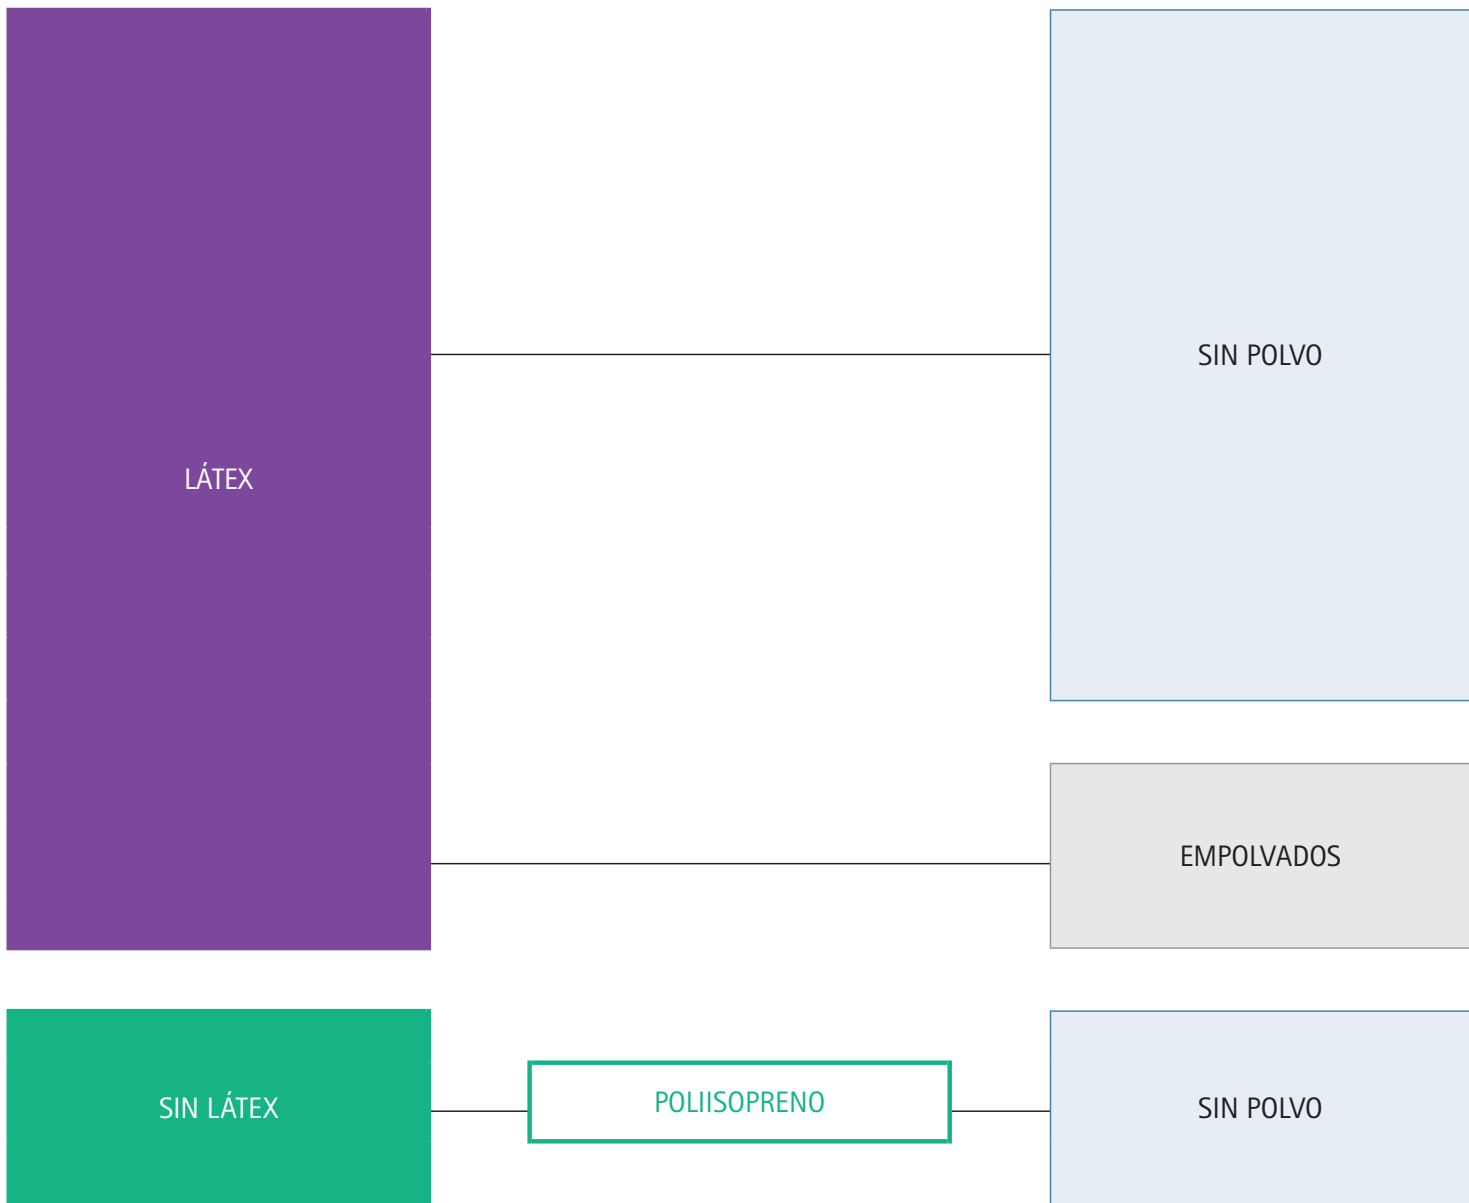 SIN POLVO
LÁTEX
EMPOLVADOS
SIN LÁTEX
POLIISOPRENO
SIN POLVO